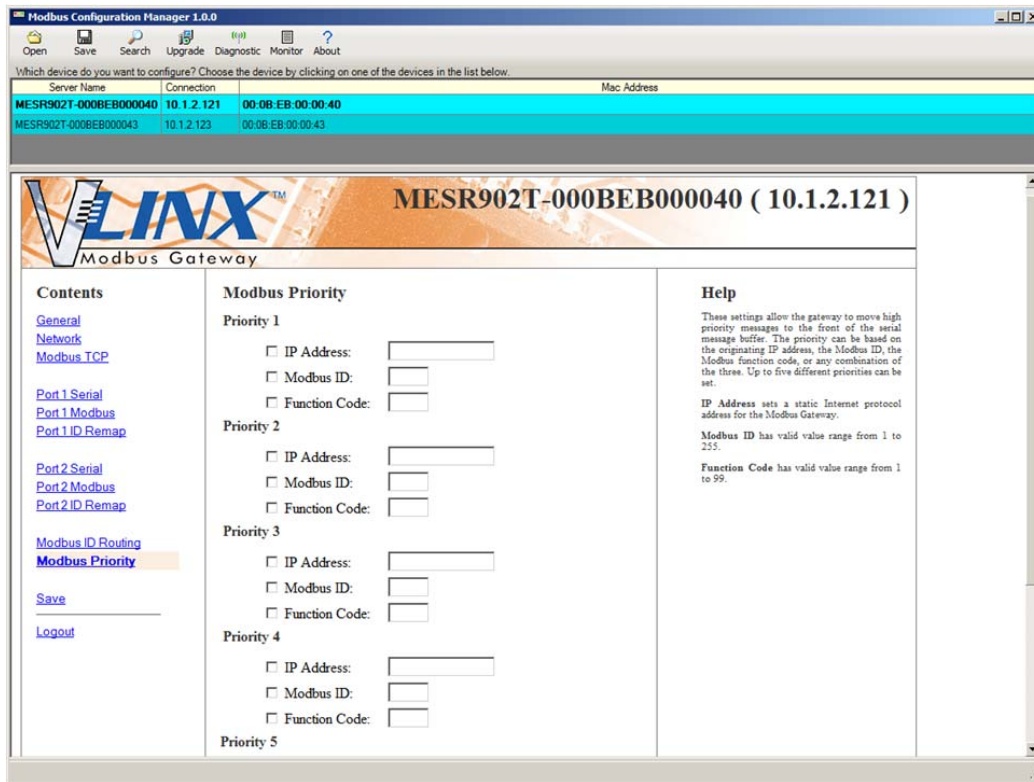 Modbus Configuration Manager 1.0.0
Open Save Search Upgrade Diagnostic Monitor About
Which device do you want to configure? Choose the device by clicking on one of the devices in the list below.
Server Name Connection Mac Address
MESR902T-000BEB000040 10.1.2.121 00:0B:EB:00:00:40
MESR902T-000BEB000043 10.1.2.123 00:0B:EB:00:00:43
VLINX™
Modbus Gateway
MESR902T-000BEB000040 ( 10.1.2.121 )
Contents
General
Network
Modbus TCP
Port 1 Serial
Port 1 Modbus
Port 1 ID Remap
Port 2 Serial
Port 2 Modbus
Port 2 ID Remap
Modbus ID Routing
Modbus Priority
Save
Logout
Modbus Priority
Priority 1
IP Address:
Modbus ID:
Function Code:
Priority 2
IP Address:
Modbus ID:
Function Code:
Priority 3
IP Address:
Modbus ID:
Function Code:
Priority 4
IP Address:
Modbus ID:
Function Code:
Priority 5
Help
These settings allow the gateway to move high
priority messages to the front of the serial
message buffer. The priority can be based on
the originating IP address, the Modbus ID, the
Modbus function code, or any combination of
the three. Up to five different priorities can be
set.
IP Address sets a static Internet protocol
address for the Modbus Gateway.
Modbus ID has valid value range from 1 to
255.
Function Code has valid value range from 1
to 99.